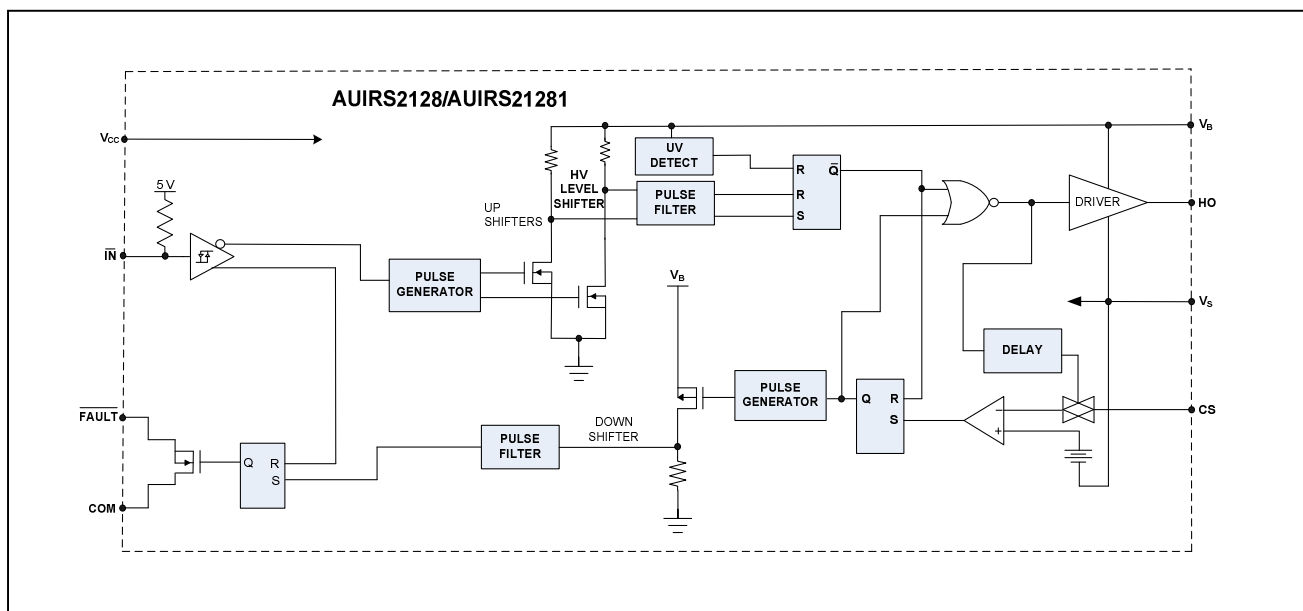 AUIRS2128/AUIRS21281
VCC
5 V
IN
UP
SHIFTERS
HV
LEVEL
SHIFTER
UV
DETECT
PULSE
FILTER
R
R
S
Q
DRIVER
VB
HO
PULSE
GENERATOR
VB
VS
DELAY
FAULT
COM
Q
R
S
PULSE
FILTER
DOWN
SHIFTER
PULSE
GENERATOR
Q
R
S
−
+
CS